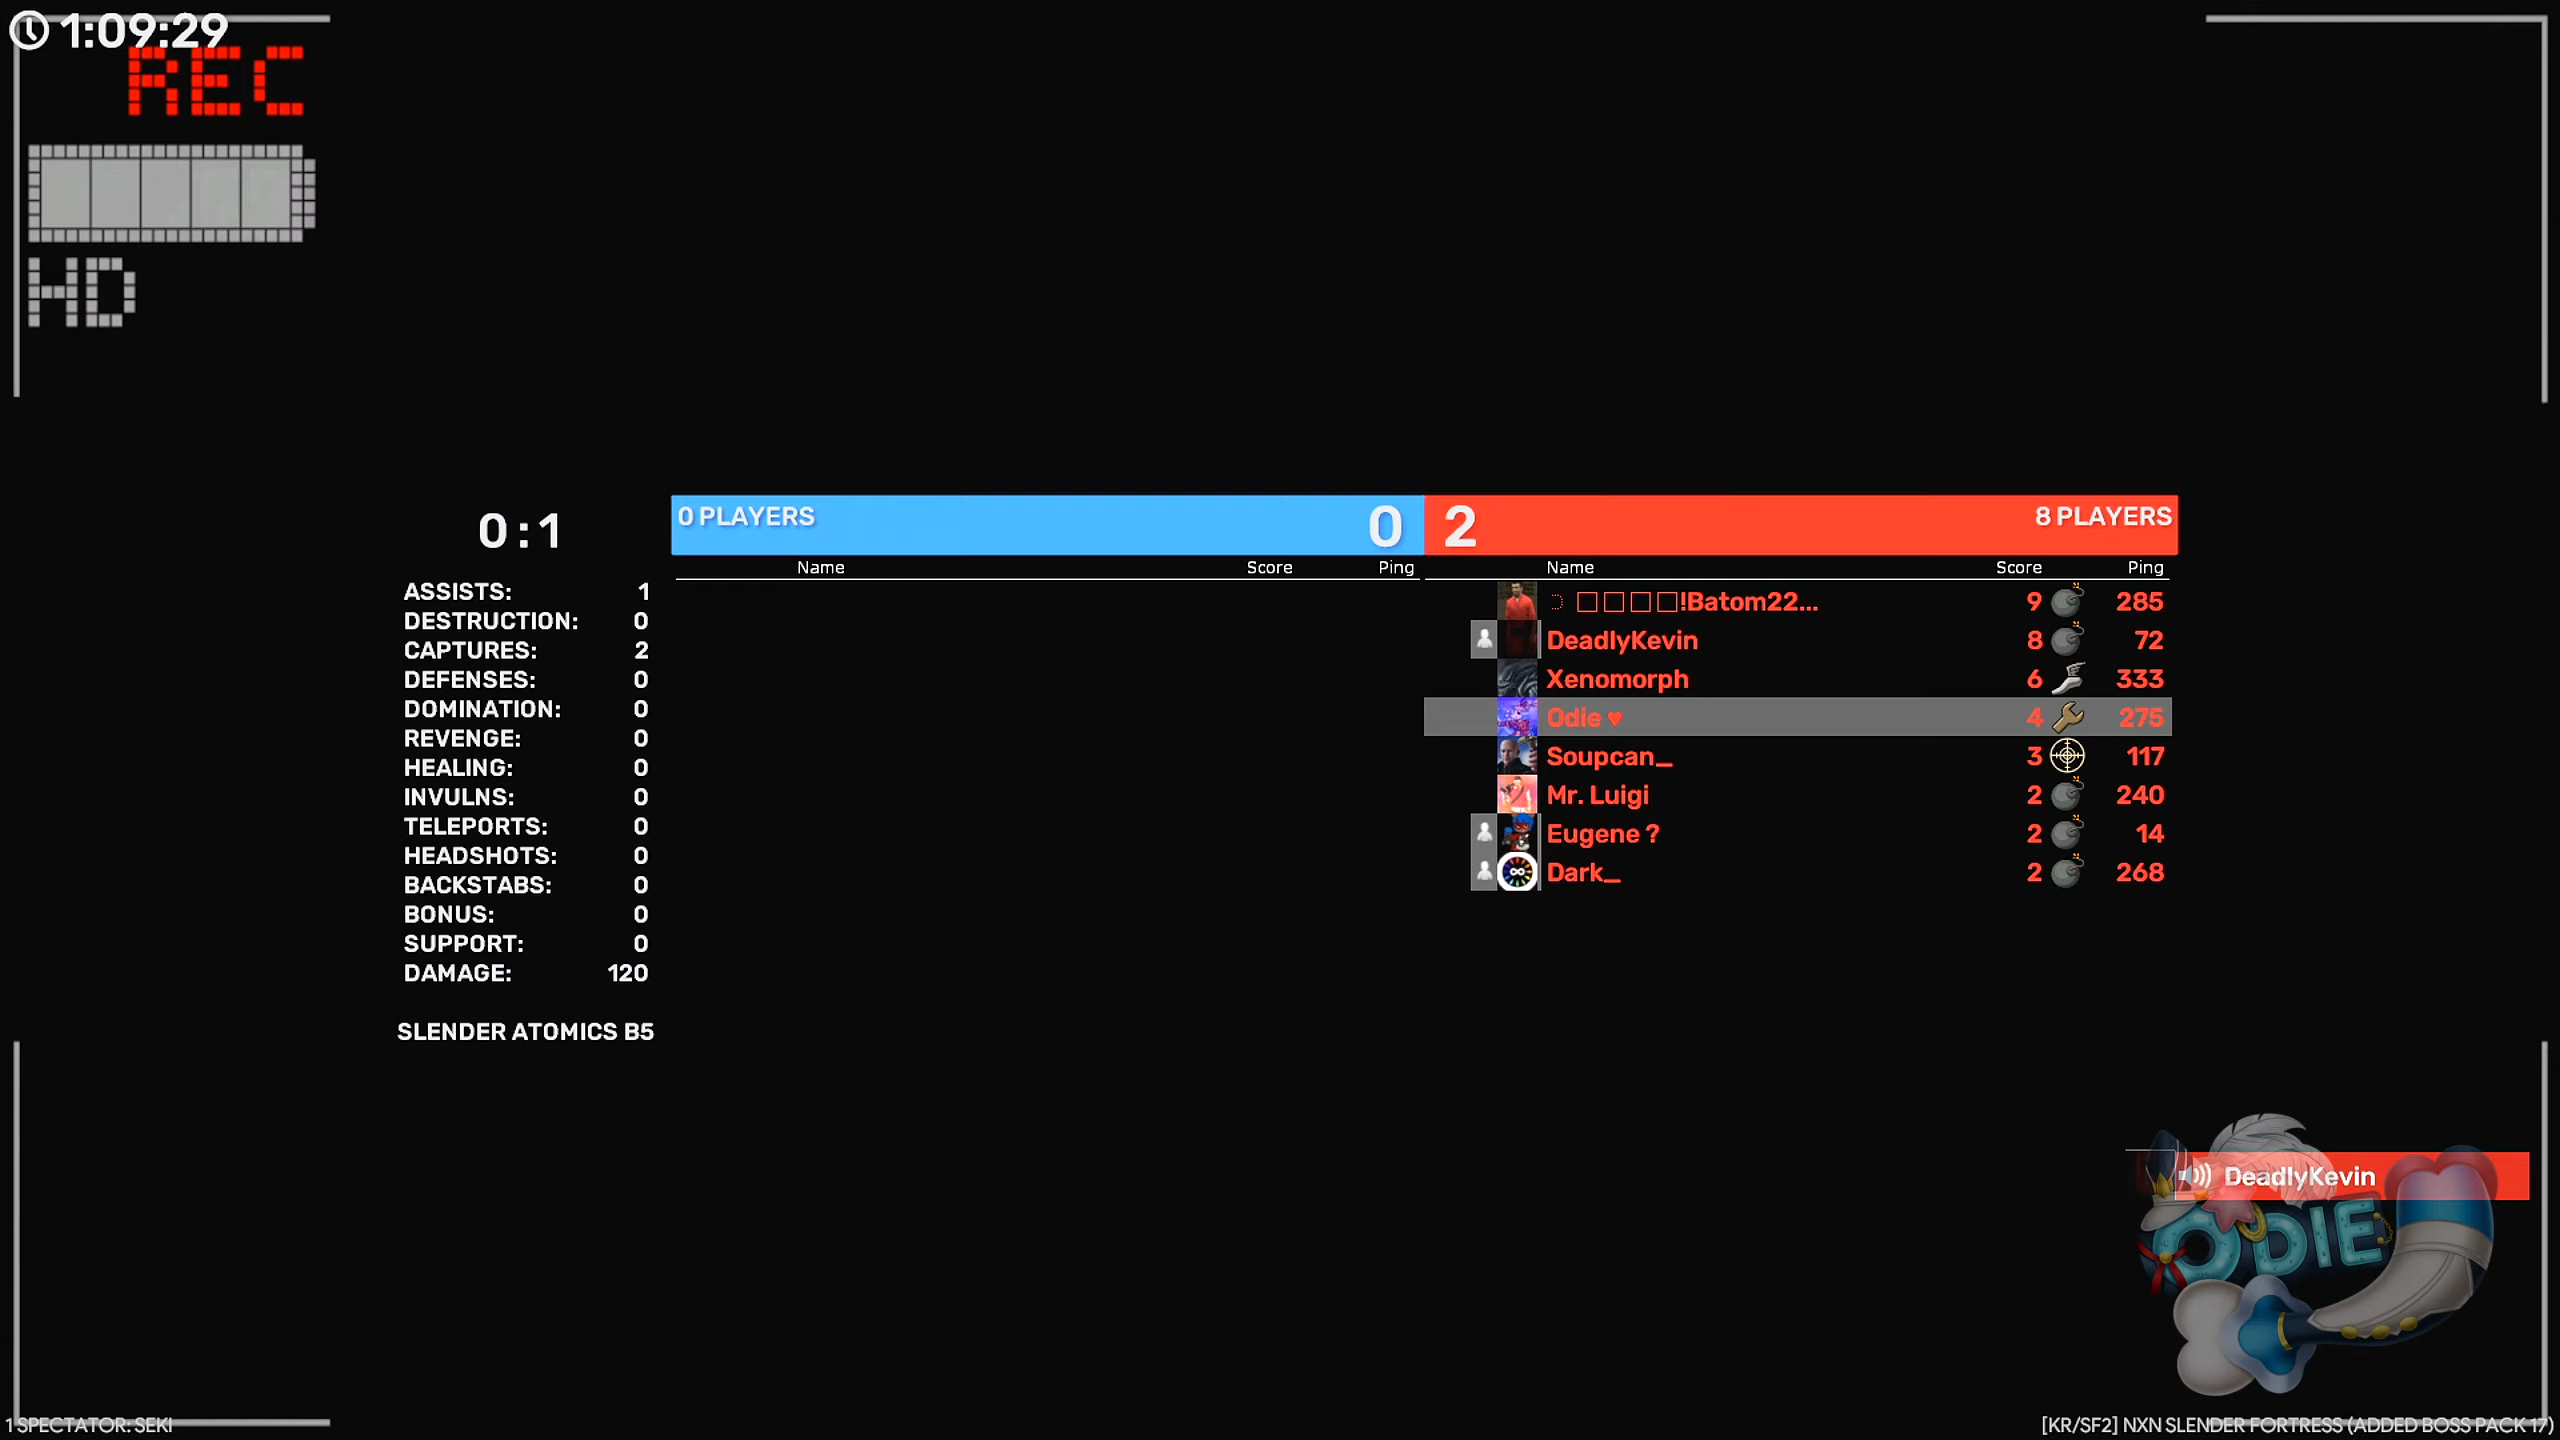 1:09:29
REC
HD
0:1
ASSISTS: 1
DESTRUCTION: 0
CAPTURES: 2
DEFENSES: 0
DOMINATION: 0
REVENGE: 0
HEALING: 0
INVULNS: 0
TELEPORTS: 0
HEADSHOTS: 0
BACKSTABS: 0
BONUS: 0
SUPPORT: 0
DAMAGE: 120
SLENDER ATOMICS B5
0 PLAYERS 0
Name Score Ping
2 8 PLAYERS
Name Score Ping
□□□□!Batom22... 9 285
DeadlyKevin 8 72
Xenomorph 6 333
Odie ♥ 4 275
Soupcan_ 3 117
Mr. Luigi 2 240
Eugene ? 2 14
Dark_ 2 268
DeadlyKevin
ODIE
1 SPECTATOR: SEKI
[KR/SF2] NXN SLENDER FORTRESS (ADDED BOSS PACK 17)